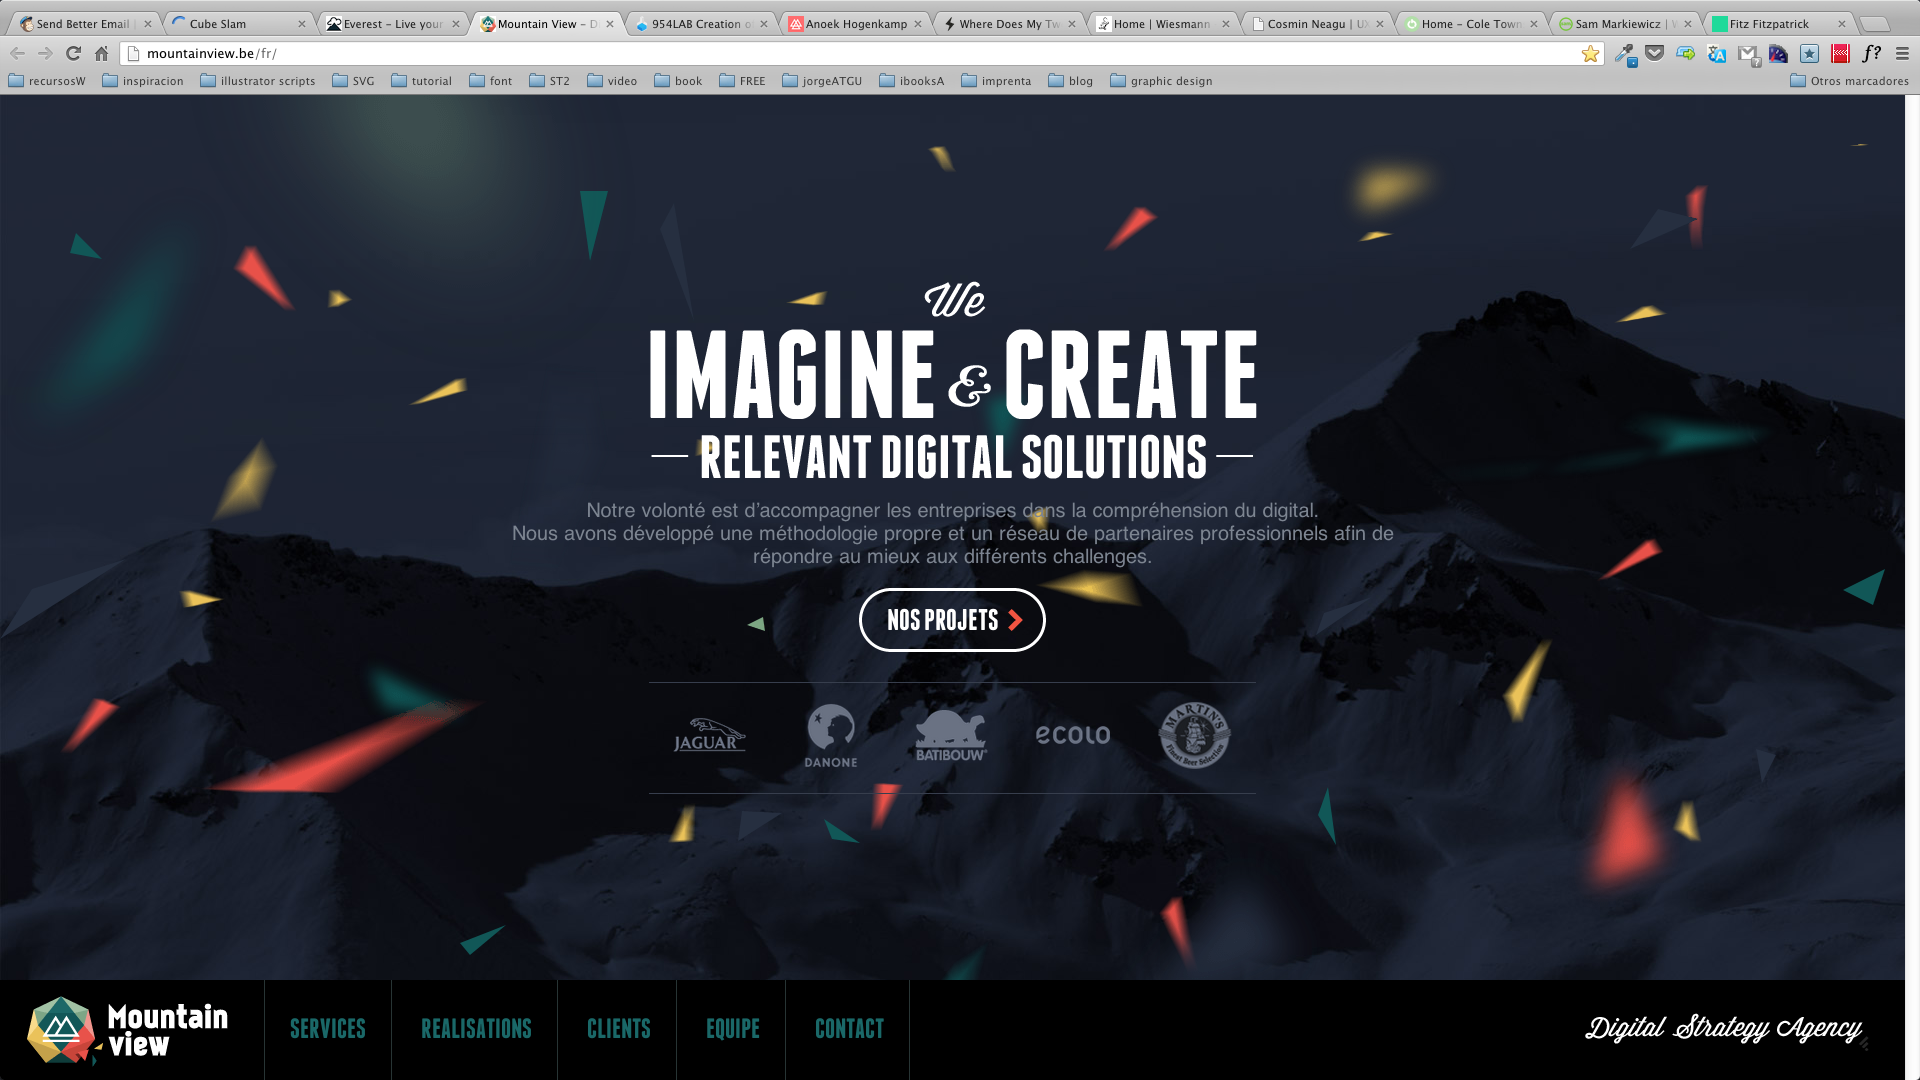 Send Better Email
Cube Slam
Everest – Live your
Mountain View – D
954LAB Creation o
Anoek Hogenkamp
Where Does My Tw
Home | Wiesmann
Cosmin Neagu | UX
Home – Cole Town
Sam Markiewicz |
Fitz Fitzpatrick
mountainview.be/fr/
f?
recursosW
inspiracion
illustrator scripts
SVG
tutorial
font
ST2
video
book
FREE
jorgeATGU
ibooksA
imprenta
blog
graphic design
Otros marcadores
We
IMAGINE & CREATE
RELEVANT DIGITAL SOLUTIONS
Notre volonté est d’accompagner les entreprises dans la compréhension du digital.
Nous avons développé une méthodologie propre et un réseau de partenaires professionnels afin de
répondre au mieux aux différents challenges.
NOS PROJETS
JAGUAR
DANONE
BATIBOUW
ecolo
MARTIN'S
Finest Beer Selection
Mountain
view
SERVICES
REALISATIONS
CLIENTS
EQUIPE
CONTACT
Digital Strategy Agency